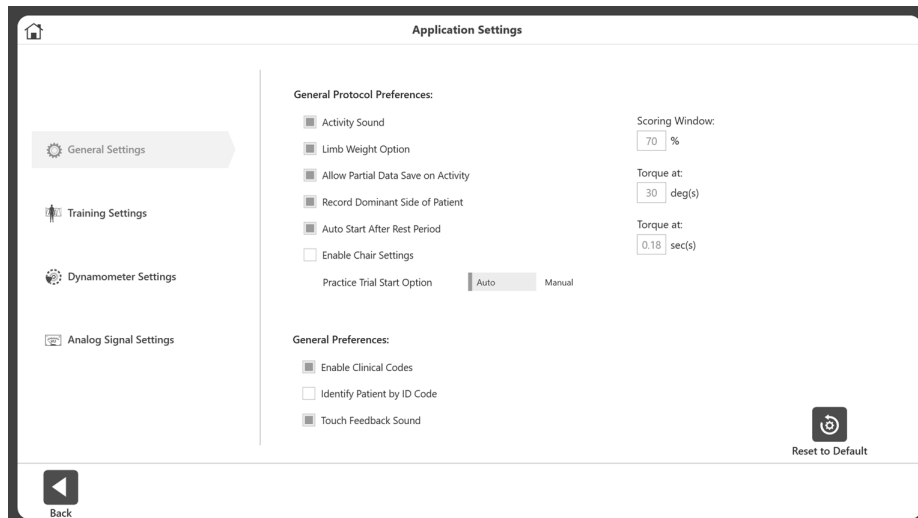 Application Settings
General Settings
Training Settings
Dynamometer Settings
Analog Signal Settings
General Protocol Preferences:
Activity Sound
Limb Weight Option
Allow Partial Data Save on Activity
Record Dominant Side of Patient
Auto Start After Rest Period
Enable Chair Settings
Practice Trial Start Option Auto Manual
Scoring Window:
70 %
Torque at:
30 deg(s)
Torque at:
0.18 sec(s)
General Preferences:
Enable Clinical Codes
Identify Patient by ID Code
Touch Feedback Sound
Reset to Default
Back